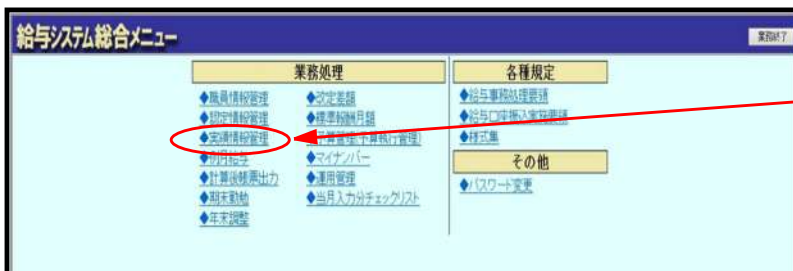 給与システム総合メニュー
業務終了
業務処理
◆職員情報管理
◆認定情報管理
◆実績情報管理
◆例月給与
◆計算後帳票出力
◆期末勤勉
◆年末調整
◆改定差額
◆標準報酬月額
◆予算管理(予算執行管理)
◆マイナンバー
◆運用管理
◆当月入力分チェックリスト
各種規定
◆給与事務処理要領
◆給与口座振込実施要領
◆様式集
その他
◆パスワード変更